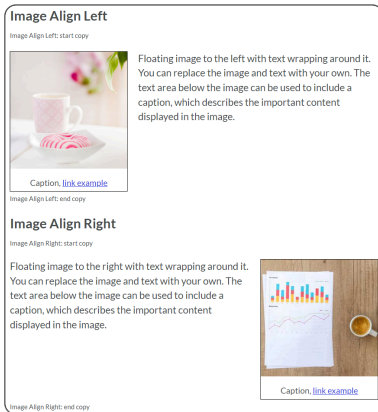 Image Align Left
Image Align Left: start copy
Floating image to the left with text wrapping around it.
You can replace the image and text with your own. The
text area below the image can be used to include a
caption, which describes the important content
displayed in the image.
Caption, link example
Image Align Left: end copy
Image Align Right
Image Align Right: start copy
Floating image to the right with text wrapping around it.
You can replace the image and text with your own. The
text area below the image can be used to include a
caption, which describes the important content
displayed in the image.
Caption, link example
Image Align Right: end copy